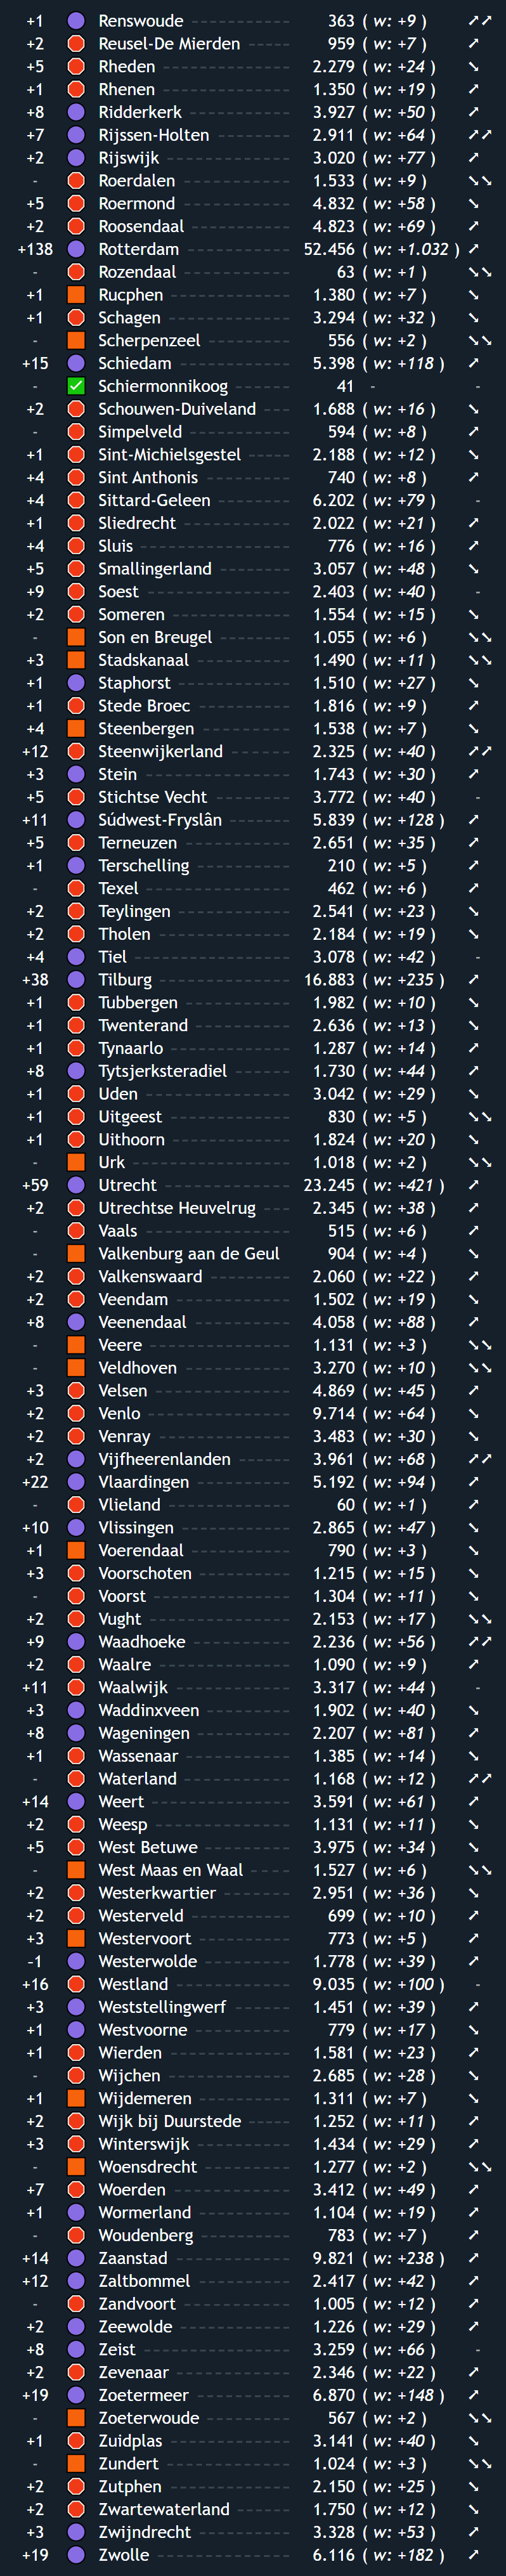 +1 Renswoude 363 ( w: +9 ) ↗↗
+2 Reusel-De Mierden 959 ( w: +7 ) ↗
+5 Rheden 2.279 ( w: +24 ) ↘
+1 Rhenen 1.350 ( w: +19 ) ↗
+8 Ridderkerk 3.927 ( w: +50 ) ↗
+7 Rijssen-Holten 2.911 ( w: +64 ) ↗↗
+2 Rijswijk 3.020 ( w: +77 ) ↗
- Roerdalen 1.533 ( w: +9 ) ↘↘
+5 Roermond 4.832 ( w: +58 ) ↘
+2 Roosendaal 4.823 ( w: +69 ) ↗
+138 Rotterdam 52.456 ( w: +1.032 ) ↗
- Rozendaal 63 ( w: +1 ) ↘↘
+1 Rucphen 1.380 ( w: +7 ) ↘
+1 Schagen 3.294 ( w: +32 ) ↘
- Scherpenzeel 556 ( w: +2 ) ↘↘
+15 Schiedam 5.398 ( w: +118 ) ↗
- Schiermonnikoog 41 - -
+2 Schouwen-Duiveland 1.688 ( w: +16 ) ↘
- Simpelveld 594 ( w: +8 ) ↗
+1 Sint-Michielsgestel 2.188 ( w: +12 ) ↘
+4 Sint Anthonis 740 ( w: +8 ) ↗
+4 Sittard-Geleen 6.202 ( w: +79 ) -
+1 Sliedrecht 2.022 ( w: +21 ) ↗
+4 Sluis 776 ( w: +16 ) ↗
+5 Smallingerland 3.057 ( w: +48 ) ↘
+9 Soest 2.403 ( w: +40 ) -
+2 Someren 1.554 ( w: +15 ) ↘
- Son en Breugel 1.055 ( w: +6 ) ↘↘
+3 Stadskanaal 1.490 ( w: +11 ) ↘↘
+1 Staphorst 1.510 ( w: +27 ) ↘
+1 Stede Broec 1.816 ( w: +9 ) ↗
+4 Steenbergen 1.538 ( w: +7 ) ↘
+12 Steenwijkerland 2.325 ( w: +40 ) ↗↗
+3 Stein 1.743 ( w: +30 ) ↗
+5 Stichtse Vecht 3.772 ( w: +40 ) -
+11 Súdwest-Fryslân 5.839 ( w: +128 ) ↗
+5 Terneuzen 2.651 ( w: +35 ) ↗
+1 Terschelling 210 ( w: +5 ) ↗
- Texel 462 ( w: +6 ) ↗
+2 Teylingen 2.541 ( w: +23 ) ↘
+2 Tholen 2.184 ( w: +19 ) ↘
+4 Tiel 3.078 ( w: +42 ) -
+38 Tilburg 16.883 ( w: +235 ) ↗
+1 Tubbergen 1.982 ( w: +10 ) ↘
+1 Twenterand 2.636 ( w: +13 ) ↘
+1 Tynaarlo 1.287 ( w: +14 ) ↗
+8 Tytsjerksteradiel 1.730 ( w: +44 ) ↗
+1 Uden 3.042 ( w: +29 ) ↘
+1 Uitgeest 830 ( w: +5 ) ↘↘
+1 Uithoorn 1.824 ( w: +20 ) ↘
- Urk 1.018 ( w: +2 ) ↘↘
+59 Utrecht 23.245 ( w: +421 ) ↗
+2 Utrechtse Heuvelrug 2.345 ( w: +38 ) ↗
- Vaals 515 ( w: +6 ) ↗
- Valkenburg aan de Geul 904 ( w: +4 ) ↘
+2 Valkenswaard 2.060 ( w: +22 ) ↗
+2 Veendam 1.502 ( w: +19 ) ↘
+8 Veenendaal 4.058 ( w: +88 ) ↗
- Veere 1.131 ( w: +3 ) ↘↘
- Veldhoven 3.270 ( w: +10 ) ↘↘
+3 Velsen 4.869 ( w: +45 ) ↗
+2 Venlo 9.714 ( w: +64 ) ↘
+2 Venray 3.483 ( w: +30 ) ↘
+2 Vijfheerenlanden 3.961 ( w: +68 ) ↗↗
+22 Vlaardingen 5.192 ( w: +94 ) ↗
- Vlieland 60 ( w: +1 ) ↗
+10 Vlissingen 2.865 ( w: +47 ) ↘
+1 Voerendaal 790 ( w: +3 ) ↘
+3 Voorschoten 1.215 ( w: +15 ) ↘
- Voorst 1.304 ( w: +11 ) ↘
+2 Vught 2.153 ( w: +17 ) ↘↘
+9 Waadhoeke 2.236 ( w: +56 ) ↗↗
+2 Waalre 1.090 ( w: +9 ) ↗
+11 Waalwijk 3.317 ( w: +44 ) -
+3 Waddinxveen 1.902 ( w: +40 ) ↘
+8 Wageningen 2.207 ( w: +81 ) ↗
+1 Wassenaar 1.385 ( w: +14 ) ↘
- Waterland 1.168 ( w: +12 ) ↗↗
+14 Weert 3.591 ( w: +61 ) ↗
+2 Weesp 1.131 ( w: +11 ) ↘
+5 West Betuwe 3.975 ( w: +34 ) ↘
- West Maas en Waal 1.527 ( w: +6 ) ↘↘
+2 Westerkwartier 2.951 ( w: +36 ) ↘
+2 Westerveld 699 ( w: +10 ) ↗
+3 Westervoort 773 ( w: +5 ) ↗
-1 Westerwolde 1.778 ( w: +39 ) ↗
+16 Westland 9.035 ( w: +100 ) -
+3 Weststellingwerf 1.451 ( w: +39 ) ↗
+1 Westvoorne 779 ( w: +17 ) ↘
+1 Wierden 1.581 ( w: +23 ) ↗
- Wijchen 2.685 ( w: +28 ) ↘
+1 Wijdemeren 1.311 ( w: +7 ) ↘
+2 Wijk bij Duurstede 1.252 ( w: +11 ) ↗
+3 Winterswijk 1.434 ( w: +29 ) ↗
- Woensdrecht 1.277 ( w: +2 ) ↘↘
+7 Woerden 3.412 ( w: +49 ) ↗
+1 Wormerland 1.104 ( w: +19 ) ↗
- Woudenberg 783 ( w: +7 ) ↗
+14 Zaanstad 9.821 ( w: +238 ) ↗
+12 Zaltbommel 2.417 ( w: +42 ) ↗
- Zandvoort 1.005 ( w: +12 ) ↗
+2 Zeewolde 1.226 ( w: +29 ) ↗
+8 Zeist 3.259 ( w: +66 ) -
+2 Zevenaar 2.346 ( w: +22 ) ↗
+19 Zoetermeer 6.870 ( w: +148 ) ↗
- Zoeterwoude 567 ( w: +2 ) ↘↘
+1 Zuidplas 3.141 ( w: +40 ) ↘
- Zundert 1.024 ( w: +3 ) ↘↘
+2 Zutphen 2.150 ( w: +25 ) ↘
+2 Zwartewaterland 1.750 ( w: +12 ) ↘
+3 Zwijndrecht 3.328 ( w: +53 ) ↗
+19 Zwolle 6.116 ( w: +182 ) ↗